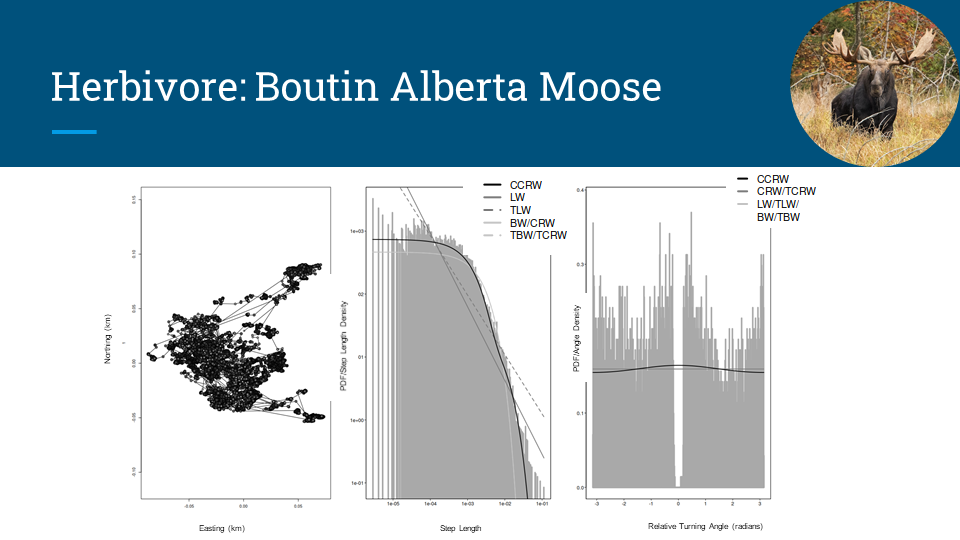 Herbivore: Boutin Alberta Moose
Northing (km)
0.15
0.10
0.05
0.00
-0.05
-0.10
-0.05
0.00
0.05
Easting (km)
CCRW
LW
TLW
BW/CRW
TBW/TCRW
PDF/Step Length Density
1e+03
02
01
1e+00
1e-01
1e-05
1e-04
1e-03
1e-02
1e-01
Step Length
CCRW
CRW/TCRW
LW/TLW/
BW/TBW
PDF/Angle Density
0.4
0.3
0.1
0.0
-3
-2
-1
0
1
2
3
Relative Turning Angle (radians)